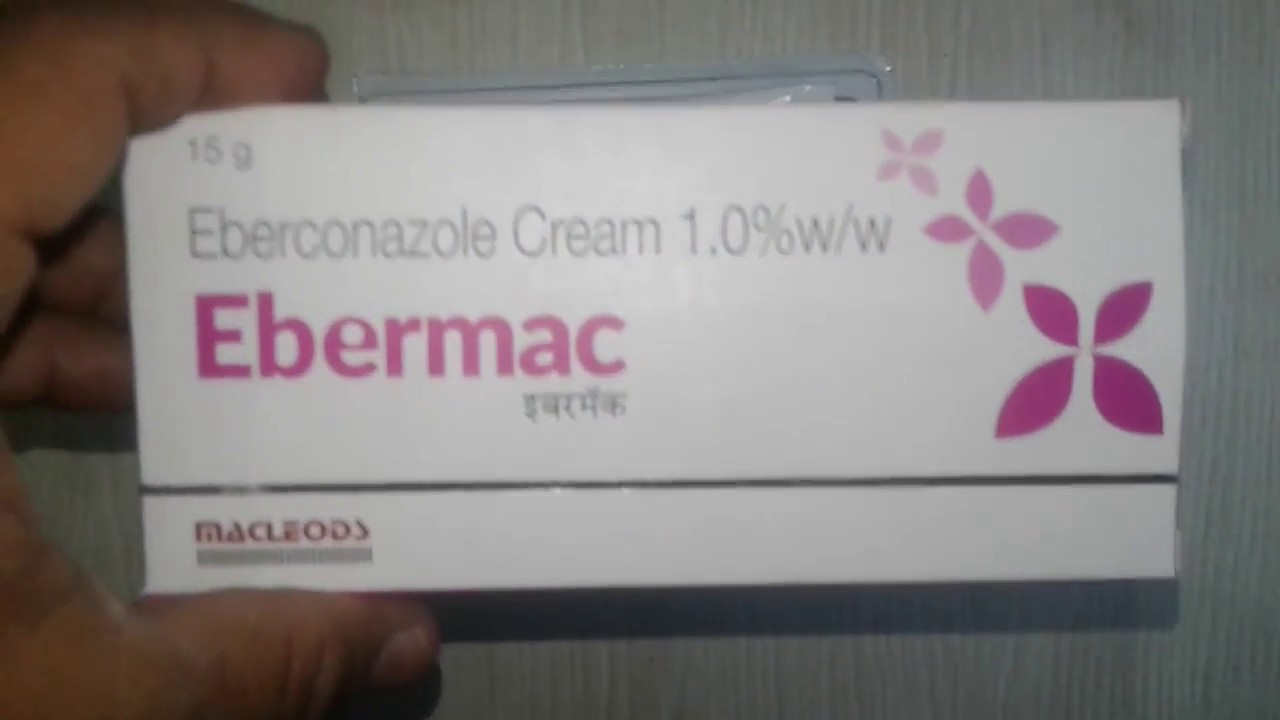 15 g
Eberconazole Cream 1.0%w/w
Ebermac
इबरमॅक
MACLEODS